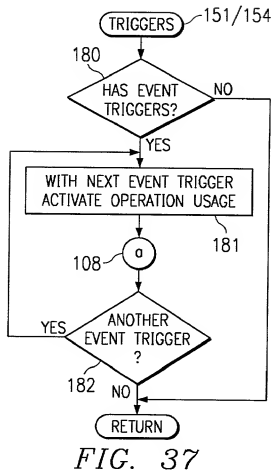 TRIGGERS
151/154
180
HAS EVENT
TRIGGERS?
NO
YES
WITH NEXT EVENT TRIGGER
ACTIVATE OPERATION USAGE
181
108
a
YES
ANOTHER
EVENT TRIGGER
?
182
NO
RETURN
FIG. 37